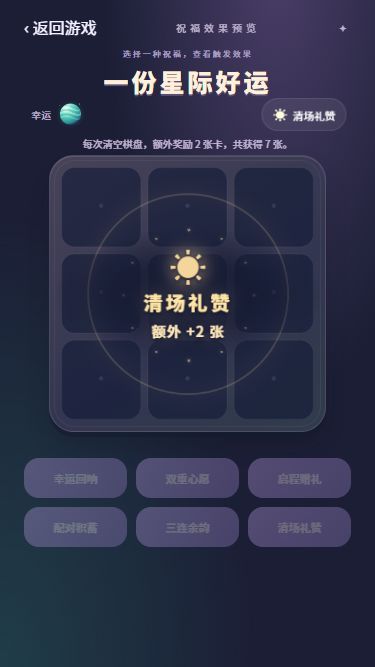 ‹ 返回游戏
祝福效果预览
选择一种祝福，查看触发效果
一份星际好运
幸运
清场礼赞
每次清空棋盘，额外奖励 2 张卡，共获得 7 张。
清场礼赞
额外 +2 张
幸运回响
双重心愿
启程赠礼
配对积蓄
三连余韵
清场礼赞